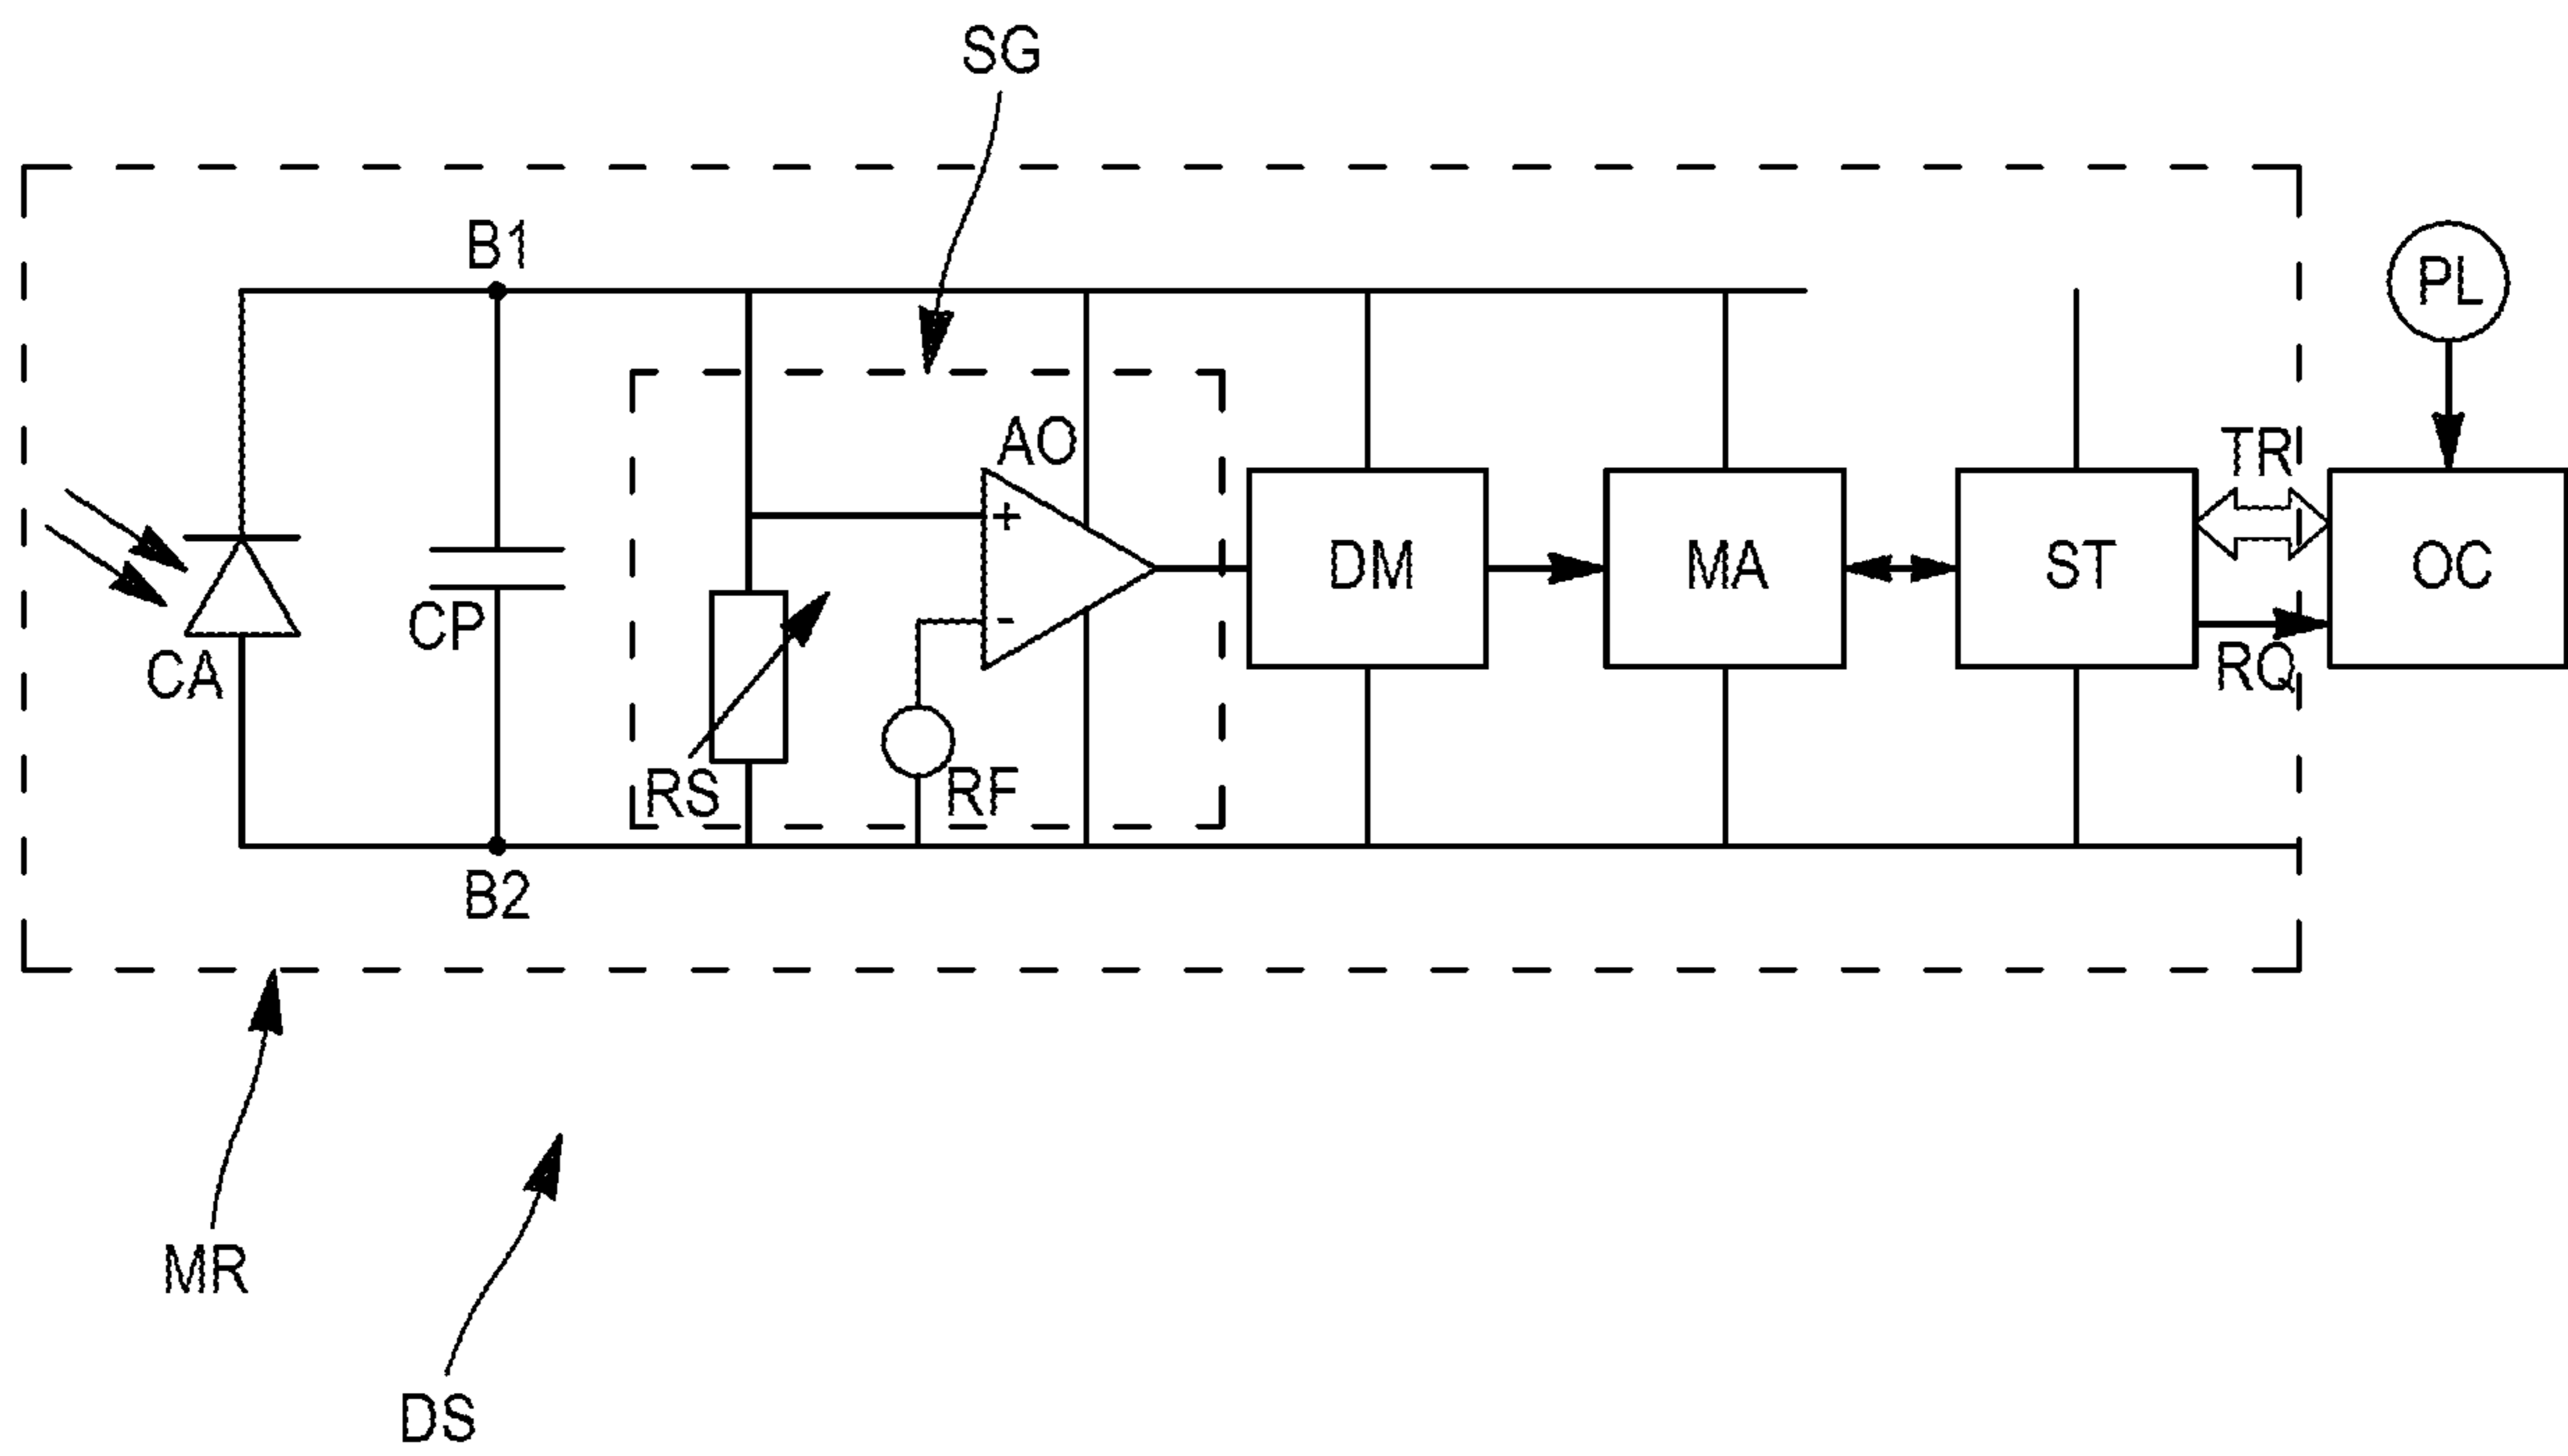 SG
B1
PL
AO
+
TR
DM
MA
ST
OC
CP
-
CA
RQ
RS
RF
B2
MR
DS